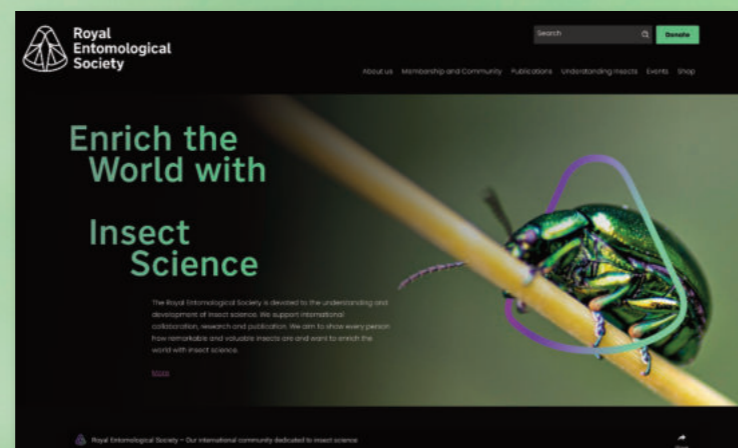 Royal
Entomological
Society
Search
Donate
About us Membership and Community Publications Understanding Insects Events Shop
Enrich the
World with
Insect
Science
The Royal Entomological Society is devoted to the understanding and
development of insect science. We support international
collaboration, research and publication. We aim to show every person
how remarkable and valuable insects are and want to enrich the
world with insect science.
More
Royal Entomological Society – Our international community dedicated to insect science